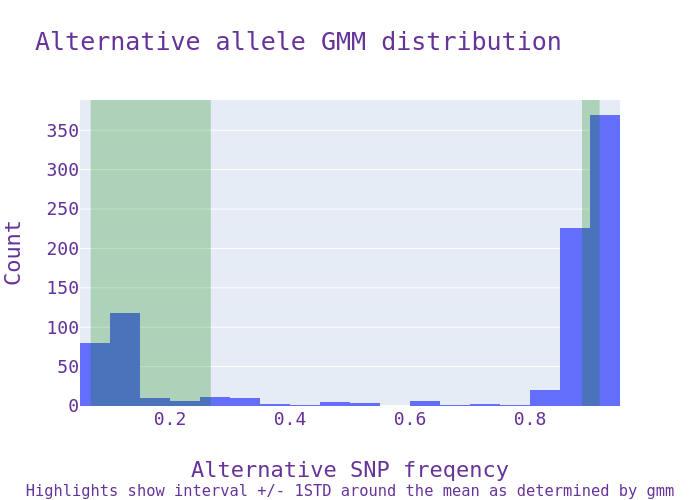 Alternative allele GMM distribution
350
300
250
200
150
100
50
0
Count
0.2 0.4 0.6 0.8
Alternative SNP freqency
Highlights show interval +/- 1STD around the mean as determined by gmm